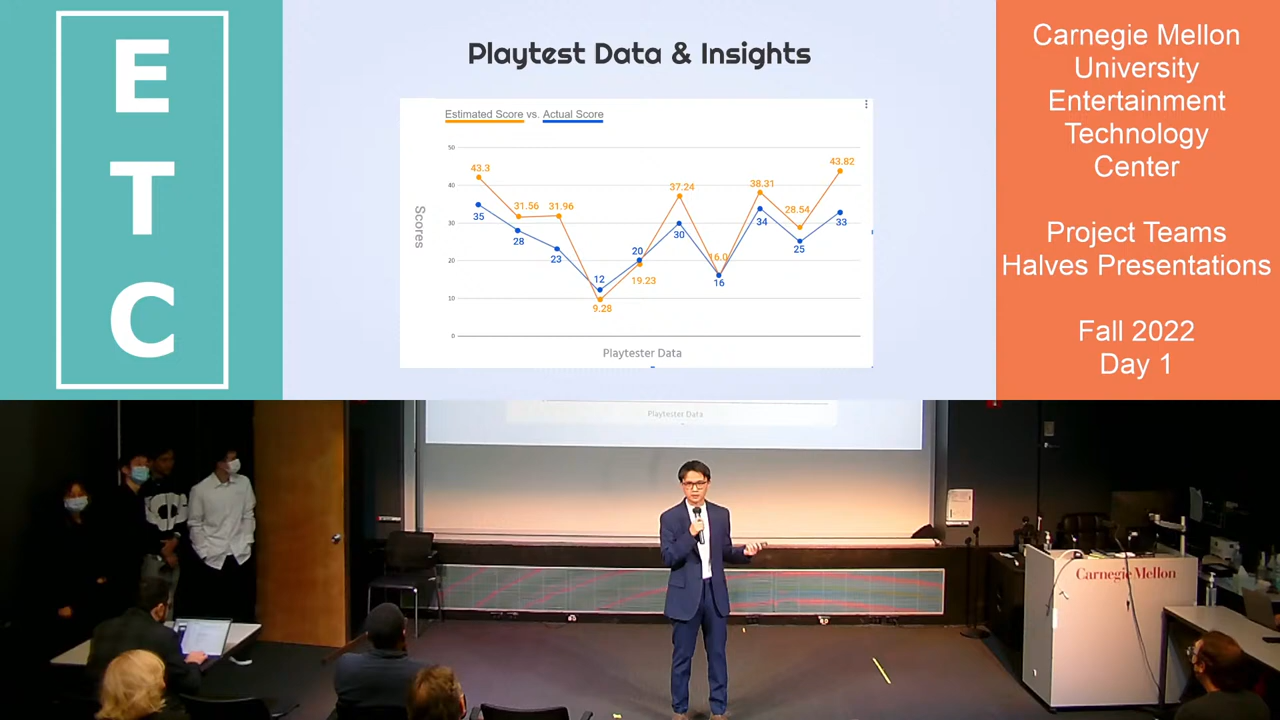 E
T
C
Playtest Data & Insights
Estimated Score vs. Actual Score
50
40
30
20
10
0
Scores
43.3
31.56
31.96
9.28
19.23
37.24
16.0
38.31
28.54
43.82
35
28
23
12
20
30
16
34
25
33
Playtester Data
Carnegie Mellon
University
Entertainment
Technology
Center
Project Teams
Halves Presentations
Fall 2022
Day 1
Playtester Data
Carnegie Mellon